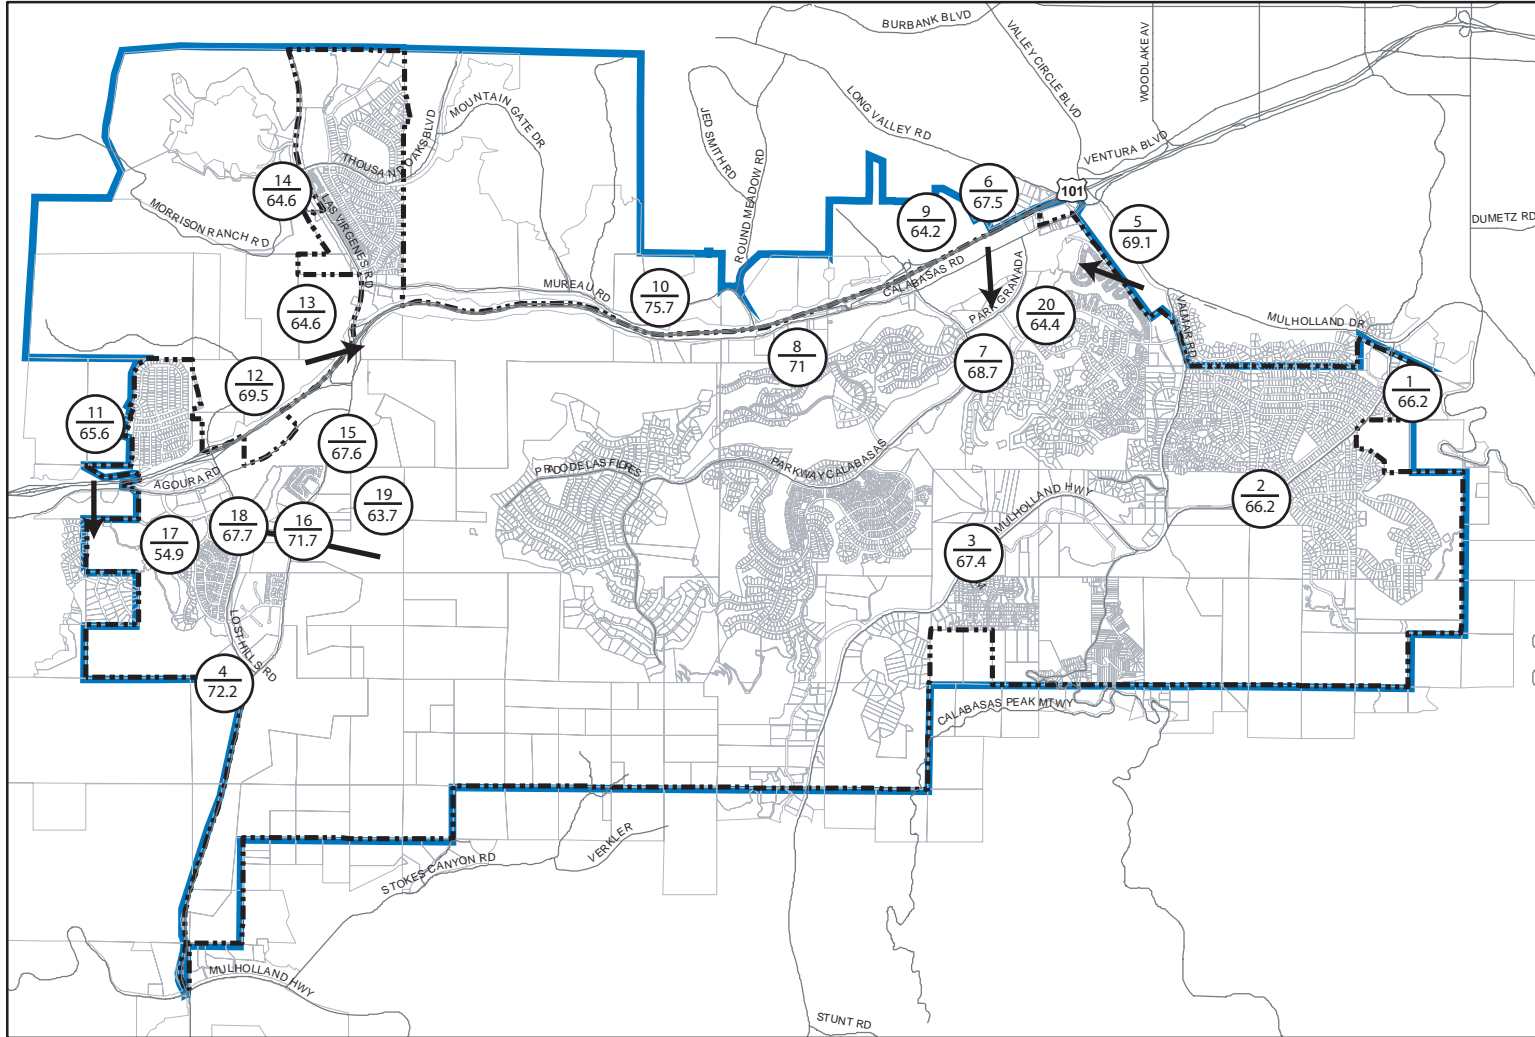 BURBANK BLVD
VALLEY CIRCLE BLVD
WOODLAKE AV
LONG VALLEY RD
MOUNTAIN GATE DR
JED SMITH RD
ROUND MEADOW RD
VENTURA BLVD
THOUSAND OAKS BLVD
101
14
64.6
6
67.5
9
64.2
5
69.1
DUMETZ RD
MORRISON RANCH RD
LAS VIRGENES RD
CALABASAS RD
PARK GRANADA
MUREAU RD
10
75.7
13
64.6
20
64.4
VALMAR RD
MULHOLLAND DR
8
71
7
68.7
12
69.5
1
66.2
11
65.6
15
67.6
PRADO DE LAS FLORES
PARKWAY CALABASAS
AGOURA RD
19
63.7
MULHOLLAND HWY
2
66.2
18
67.7
16
71.7
17
54.9
3
67.4
LOST HILLS RD
4
72.2
CALABASAS PEAK MTWY
VERKLER
STOKES CANYON RD
MULHOLLAND HWY
STUNT RD